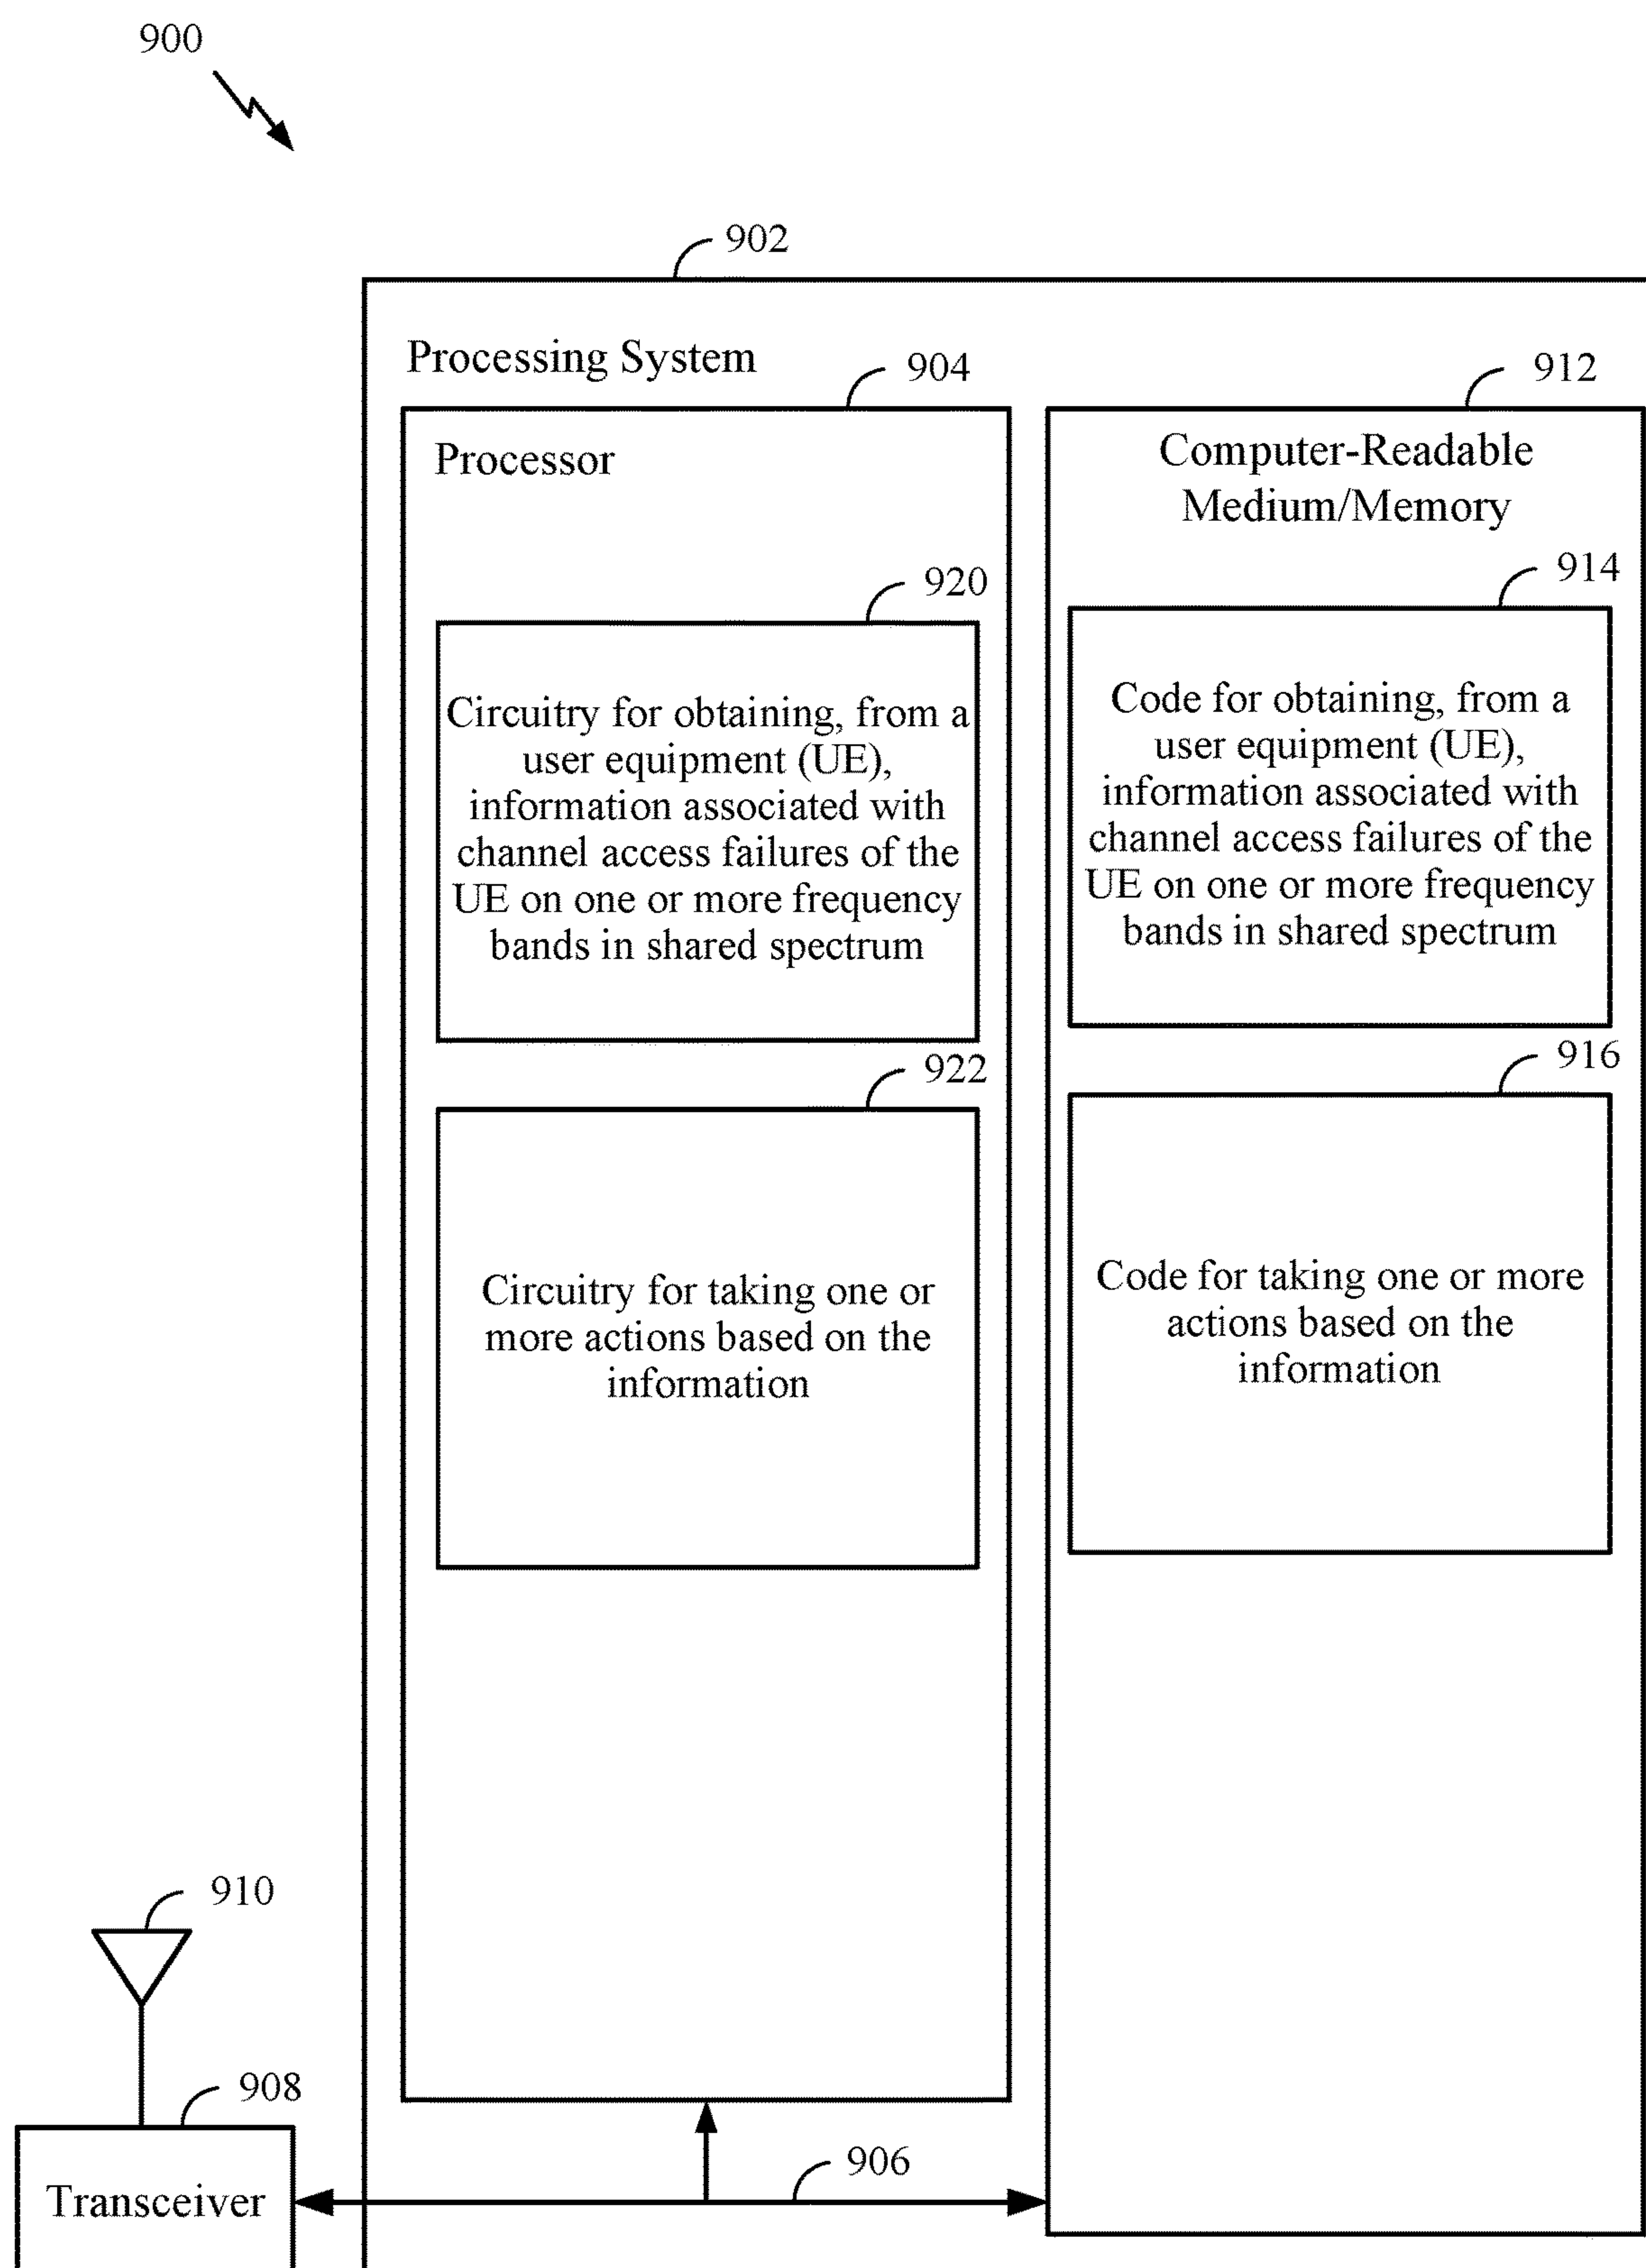 900
902
Processing System
904
912
Processor
Computer-Readable
Medium/Memory
920
914
Circuitry for obtaining, from a
user equipment (UE),
information associated with
channel access failures of the
UE on one or more frequency
bands in shared spectrum
Code for obtaining, from a
user equipment (UE),
information associated with
channel access failures of the
UE on one or more frequency
bands in shared spectrum
922
916
Circuitry for taking one or
more actions based on the
information
Code for taking one or more
actions based on the
information
910
908
Transceiver
906